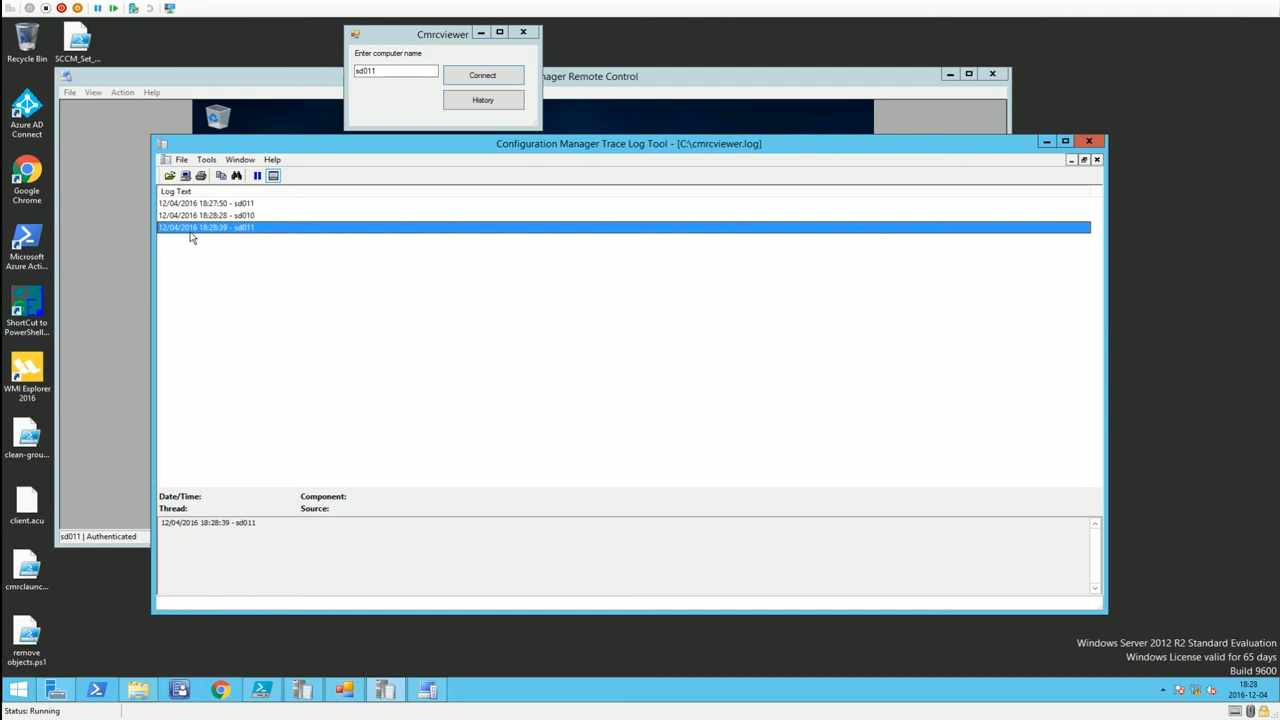 Recycle Bin
SCCM_Set_...
Azure AD
Connect
Google
Chrome
Microsoft
Azure Acti...
ShortCut to
PowerShell...
WMI Explorer
2016
clean-grou...
client.acu
cmrclaunc...
remove
objects.ps1
Cmrcviewer
Enter computer name
sd011
Connect
History
nager Remote Control
File View Action Help
Configuration Manager Trace Log Tool - [C:\cmrcviewer.log]
File Tools Window Help
Log Text
12/04/2016 18:27:50 - sd011
12/04/2016 18:28:28 - sd010
12/04/2016 18:28:39 - sd011
Date/Time: Component:
Thread: Source:
12/04/2016 18:28:39 - sd011
sd011 | Authenticated
Windows Server 2012 R2 Standard Evaluation
Windows License valid for 65 days
Build 9600
18:28
2016-12-04
Status: Running